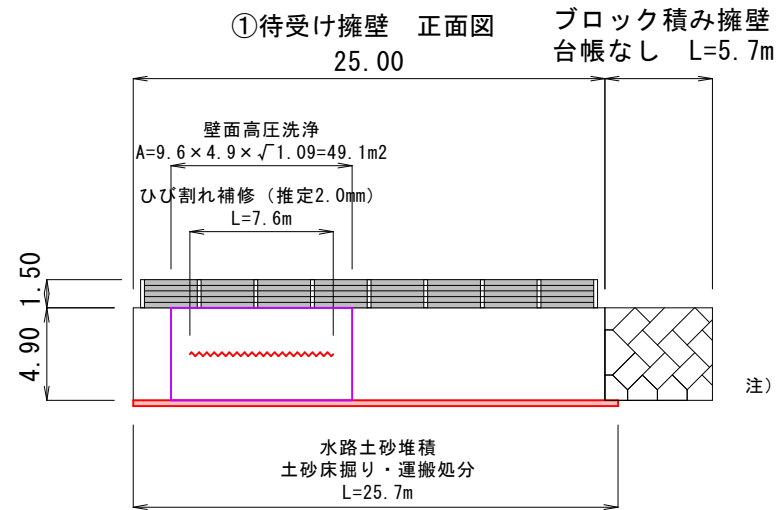 ①待受け擁壁　正面図
ブロック積み擁壁
台帳なし　L=5.7m
25.00
壁面高圧洗浄
A=9.6×4.9×√1.09=49.1m2
ひび割れ補修（推定2.0mm）
L=7.6m
1.50
4.90
注）
水路土砂堆積
土砂床掘り・運搬処分
L=25.7m